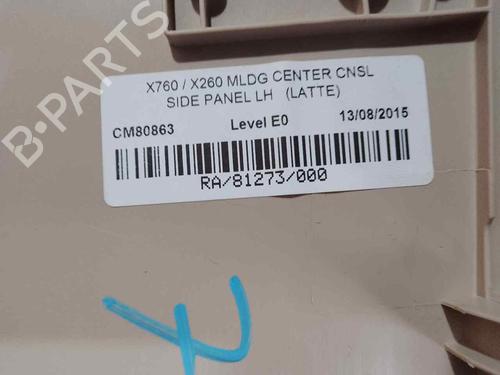 B-PARTS
X760 / X260 MLDG CENTER CNSL
SIDE PANEL LH (LATTE)
CM80863 Level E0 13/08/2015
RA/81273/000
X